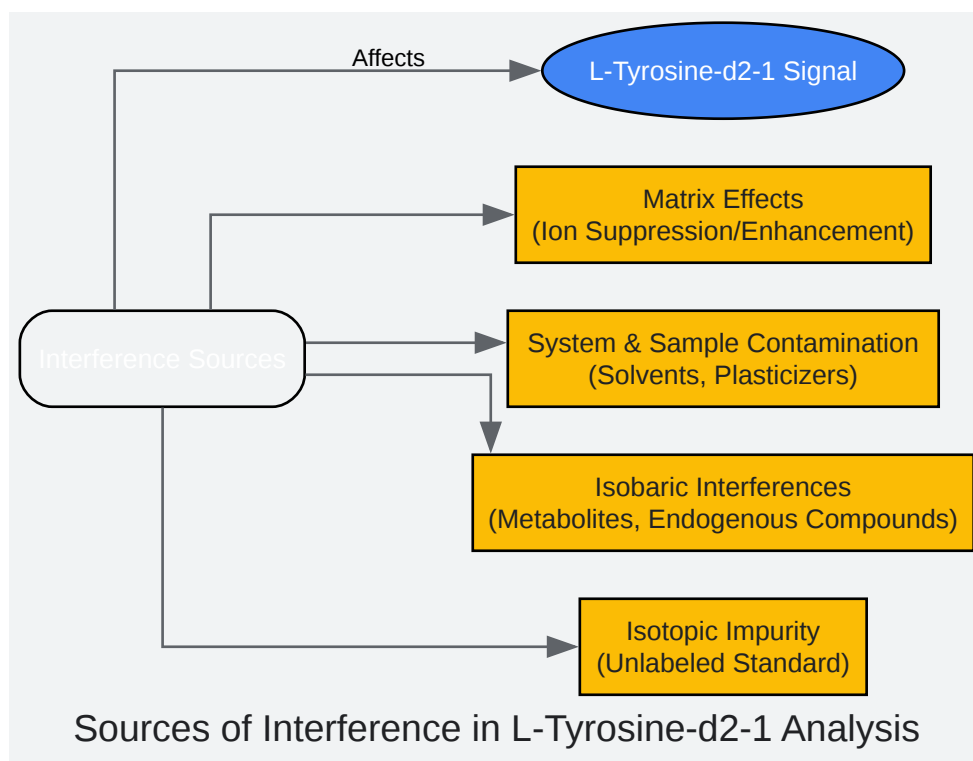 Affects
L-Tyrosine-d2-1 Signal
Matrix Effects
(Ion Suppression/Enhancement)
Interference Sources
System & Sample Contamination
(Solvents, Plasticizers)
Isobaric Interferences
(Metabolites, Endogenous Compounds)
Isotopic Impurity
(Unlabeled Standard)
Sources of Interference in L-Tyrosine-d2-1 Analysis